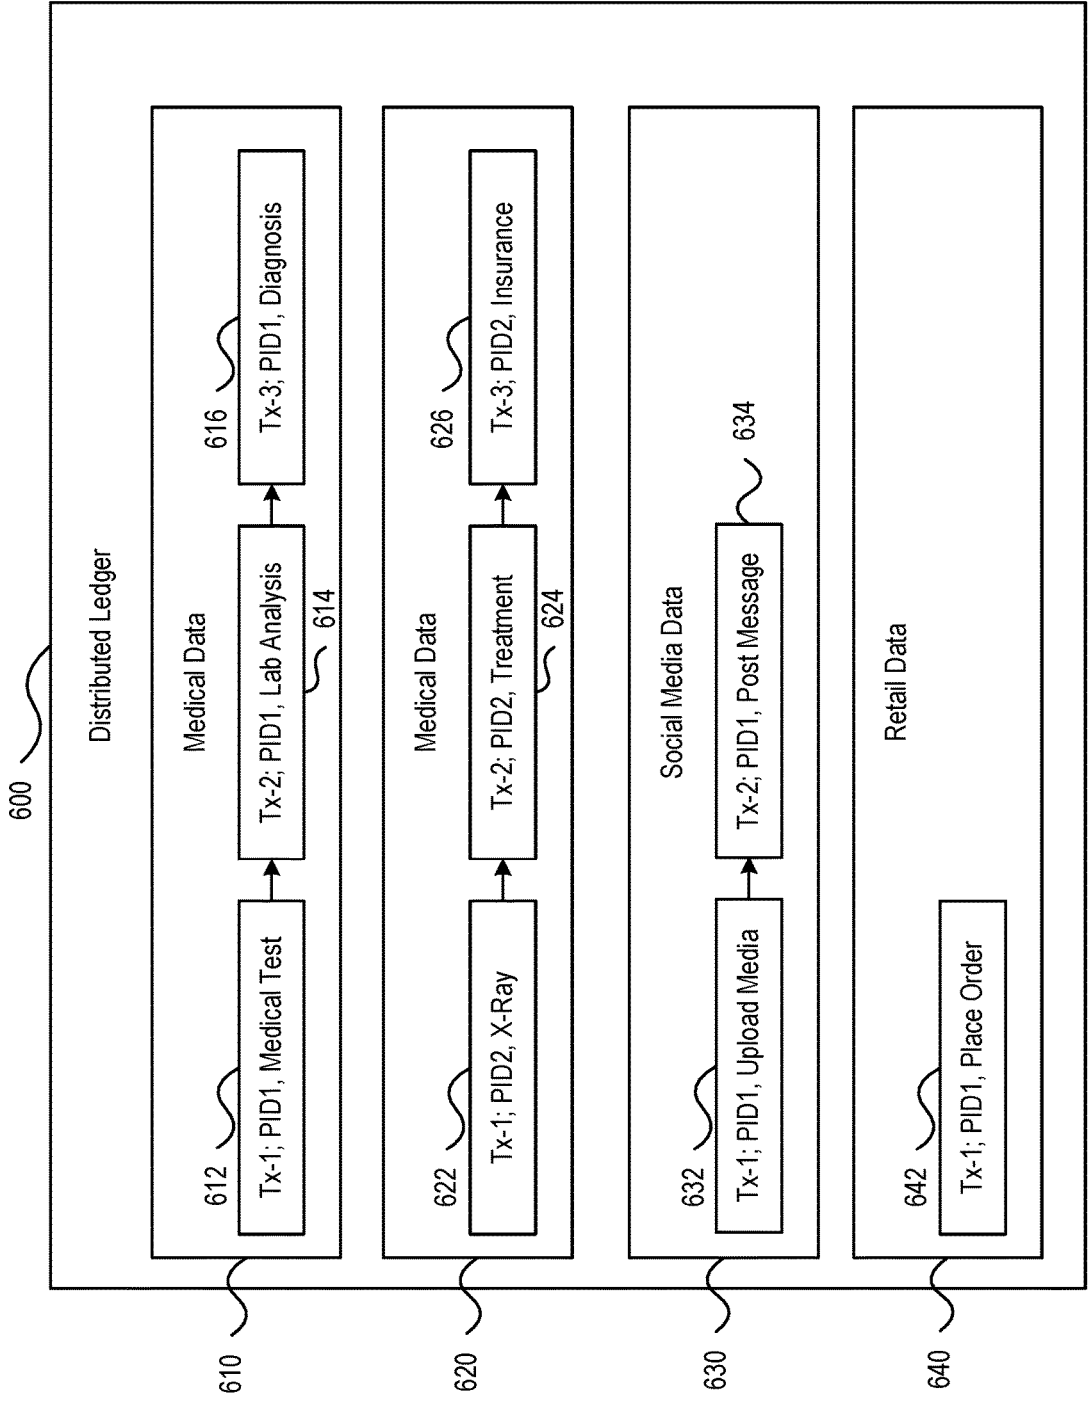 600
Distributed Ledger
610
Medical Data
612
Tx-1; PID1, Medical Test
Tx-2; PID1, Lab Analysis
614
616
Tx-3; PID1, Diagnosis
620
Medical Data
622
Tx-1; PID2, X-Ray
Tx-2; PID2, Treatment
624
626
Tx-3; PID2, Insurance
630
Social Media Data
632
Tx-1; PID1, Upload Media
Tx-2; PID1, Post Message
634
640
Retail Data
642
Tx-1; PID1, Place Order